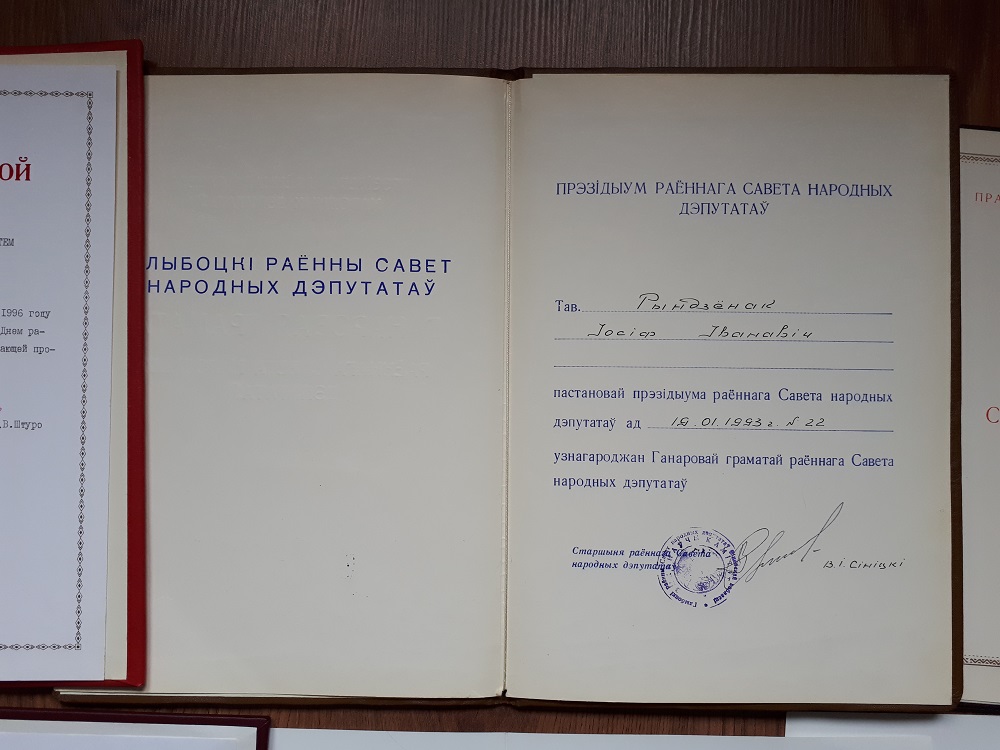 ОЙ
ТЕМ
1996 году
Днем ра-
ающей про-
.В.Штуро
ЛЫБОЦКІ РАЁННЫ САВЕТ
НАРОДНЫХ ДЭПУТАТАЎ
ПРЭЗІДЫУМ РАЁННАГА САВЕТА НАРОДНЫХ
ДЭПУТАТАЎ
Тав. Рындзёнак
Іосіф Іванавіч
пастановай прэзідыума раённага Савета народных
дэпутатаў ад 19.01.1993 г. № 22
узнагароджан Ганаровай граматай раённага Савета
народных дэпутатаў
Старшыня раённага Савета
народных дэпутатаў
В.І. Сініцкі
ПРА
С